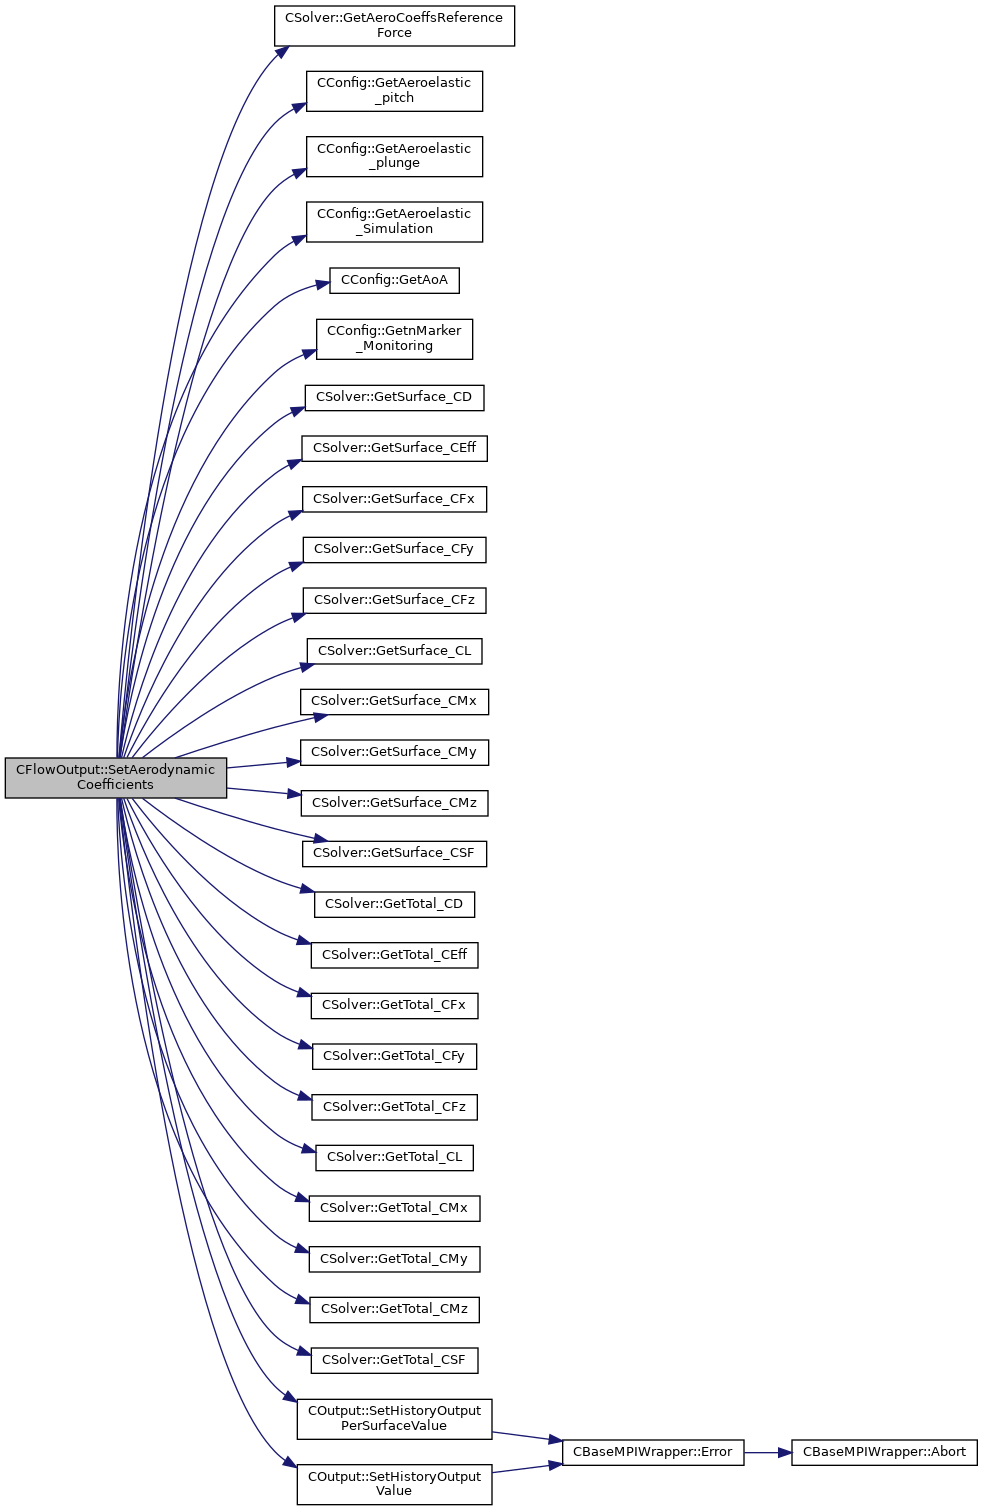 CSolver::GetAeroCoeffsReference
Force
CConfig::GetAeroelastic
_pitch
CConfig::GetAeroelastic
_plunge
CConfig::GetAeroelastic
_Simulation
CConfig::GetAoA
CConfig::GetnMarker
_Monitoring
CSolver::GetSurface_CD
CSolver::GetSurface_CEff
CSolver::GetSurface_CFx
CSolver::GetSurface_CFy
CSolver::GetSurface_CFz
CSolver::GetSurface_CL
CSolver::GetSurface_CMx
CSolver::GetSurface_CMy
CFlowOutput::SetAerodynamic
Coefficients
CSolver::GetSurface_CMz
CSolver::GetSurface_CSF
CSolver::GetTotal_CD
CSolver::GetTotal_CEff
CSolver::GetTotal_CFx
CSolver::GetTotal_CFy
CSolver::GetTotal_CFz
CSolver::GetTotal_CL
CSolver::GetTotal_CMx
CSolver::GetTotal_CMy
CSolver::GetTotal_CMz
CSolver::GetTotal_CSF
COutput::SetHistoryOutput
PerSurfaceValue
COutput::SetHistoryOutput
Value
CBaseMPIWrapper::Error
CBaseMPIWrapper::Abort